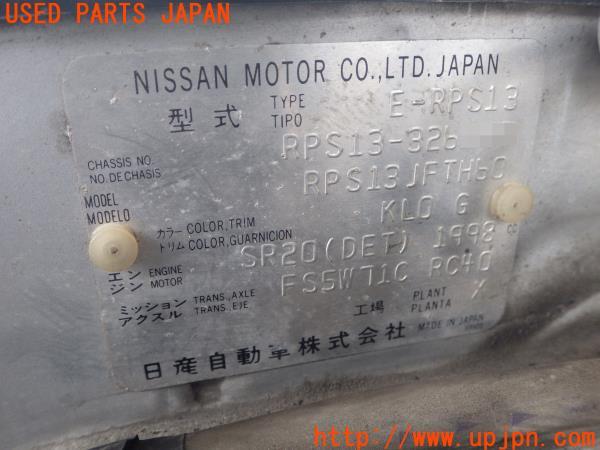 USED PARTS JAPAN
UPJ
NISSAN MOTOR CO.,LTD.JAPAN
型式 TYPE TIPO E-RPS13
CHASSIS NO. NO.DE CHASIS RPS13-326
MODEL MODELO RPS13JFTH60
カラー COLOR,TRIM トリム COLOR,GUARNICION KL0 G
エンジン ENGINE MOTOR SR20(DET) 1998 CC
ミッション アクスル TRANS.,AXLE TRANS.,EJE FS5W71C RC40
工場 PLANT PLANTA X
日産自動車株式会社 MADE IN JAPAN
UPJ
www.upjpn.com